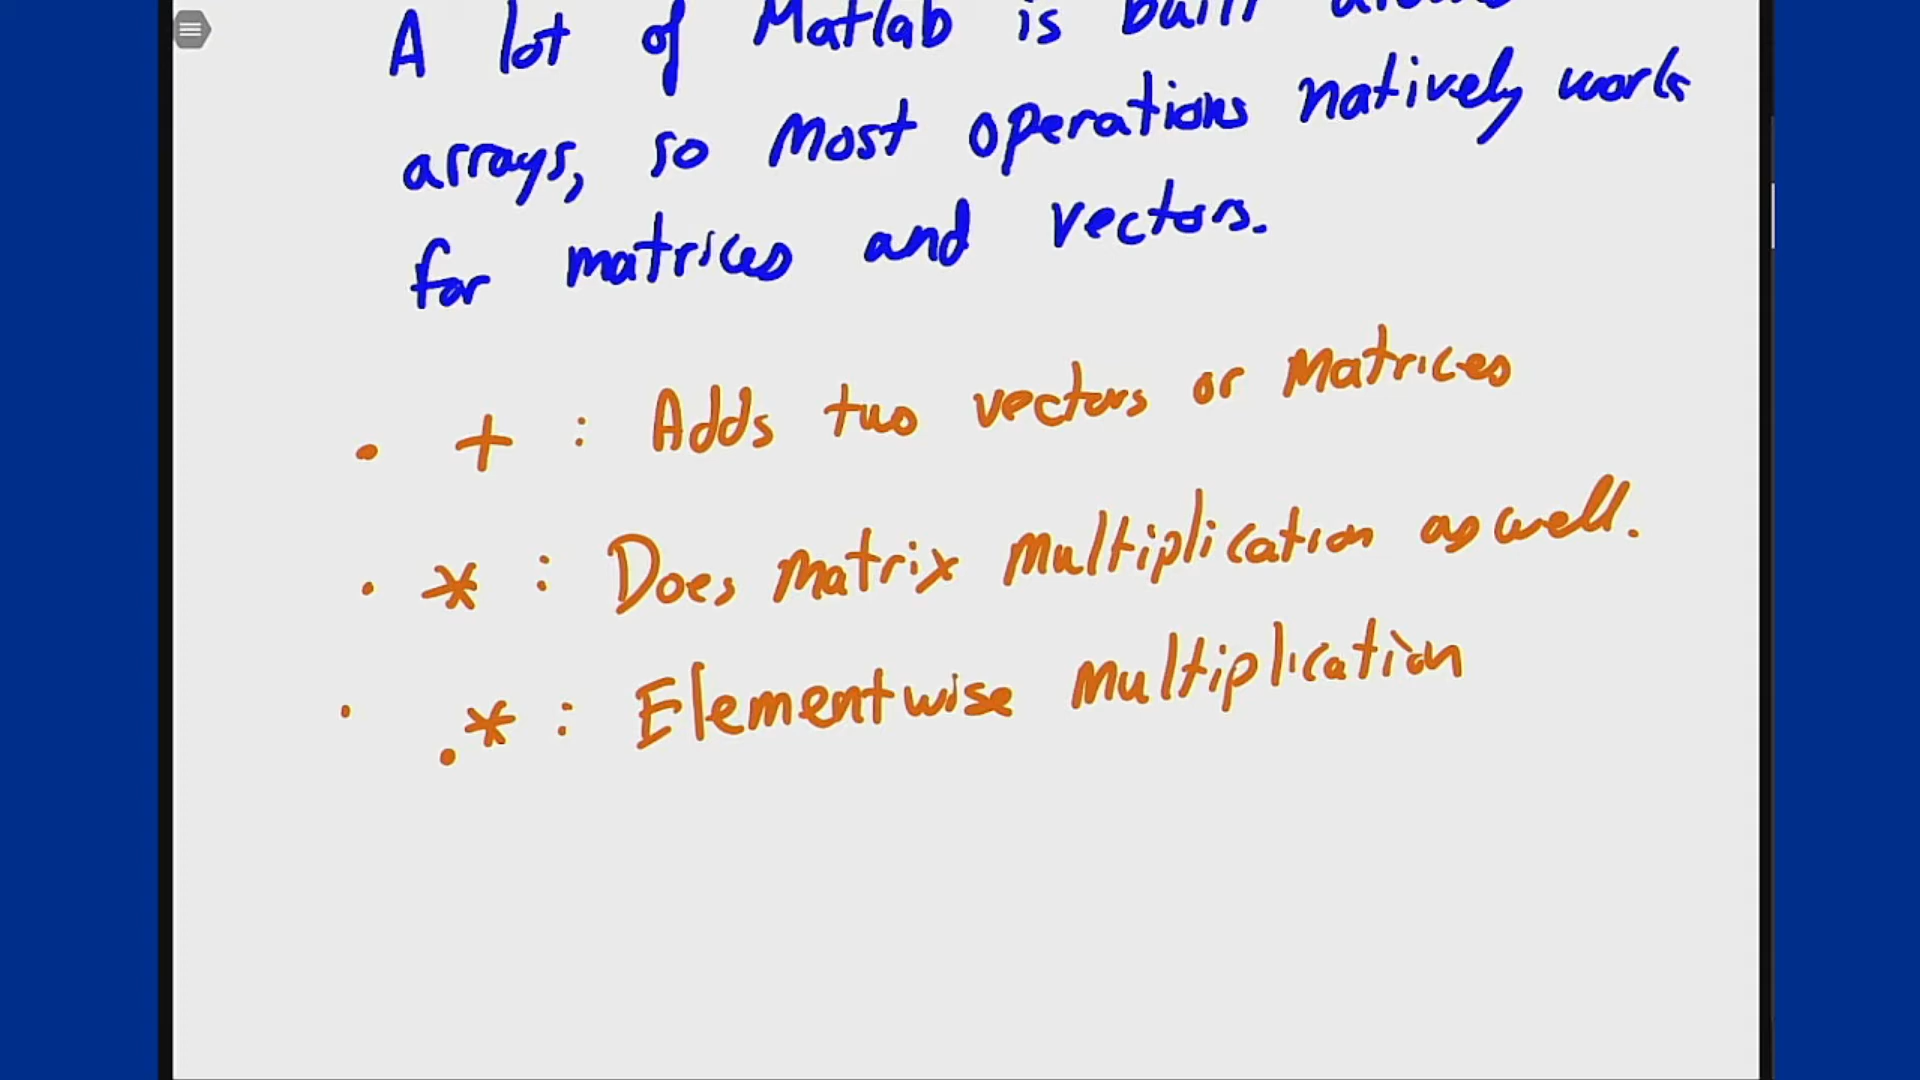 A lot of Matlab is built
arrays, so most operations natively work
for matrices and vectors.
• + : Adds two vectors or Matrices
• * : Does matrix multiplication as well.
• .* : Elementwise Multiplication